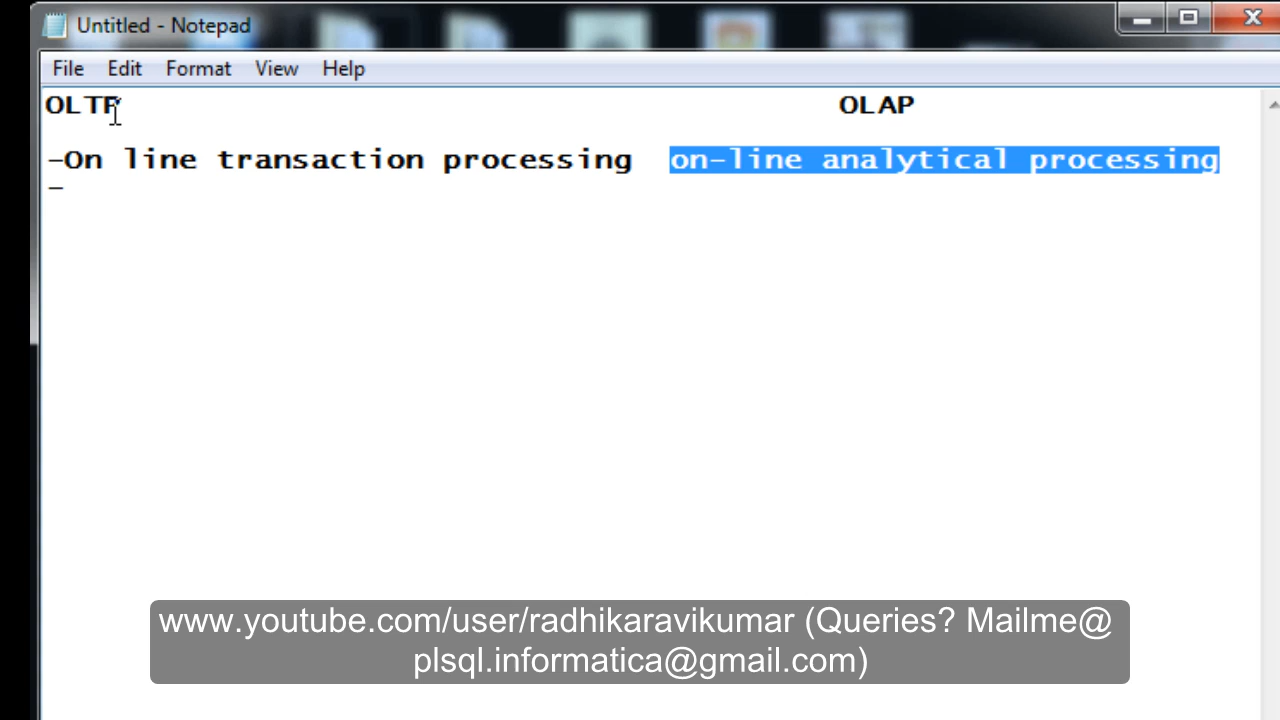 Untitled - Notepad
File Edit Format View Help
OLTP OLAP
-On line transaction processing on-line analytical processing
-
www.youtube.com/user/radhikaravikumar (Queries? Mailme@
plsql.informatica@gmail.com)